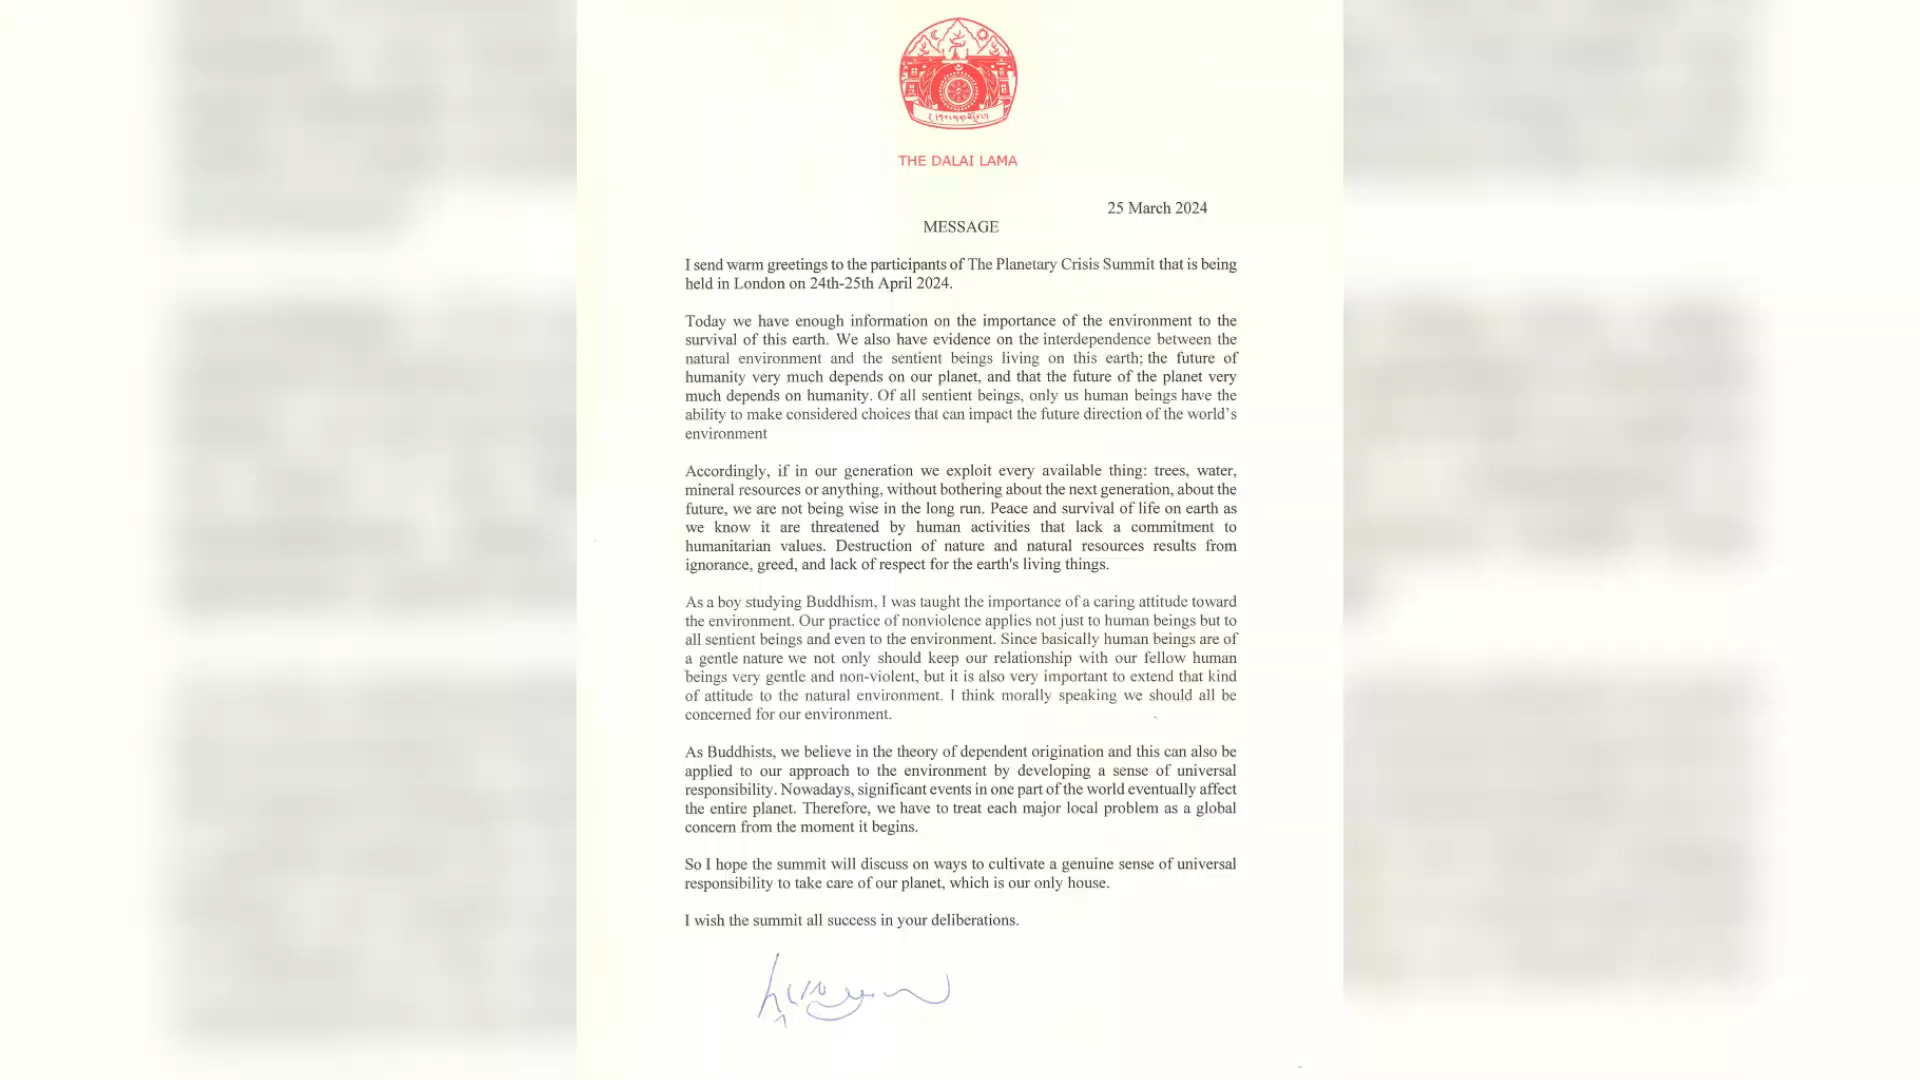 THE DALAI LAMA
25 March 2024
MESSAGE
I send warm greetings to the participants of The Planetary Crisis Summit that is being
held in London on 24th-25th April 2024.
Today we have enough information on the importance of the environment to the
survival of this earth. We also have evidence on the interdependence between the
natural environment and the sentient beings living on this earth; the future of
humanity very much depends on our planet, and that the future of the planet very
much depends on humanity. Of all sentient beings, only us human beings have the
ability to make considered choices that can impact the future direction of the world’s
environment
Accordingly, if in our generation we exploit every available thing: trees, water,
mineral resources or anything, without bothering about the next generation, about the
future, we are not being wise in the long run. Peace and survival of life on earth as
we know it are threatened by human activities that lack a commitment to
humanitarian values. Destruction of nature and natural resources results from
ignorance, greed, and lack of respect for the earth's living things.
As a boy studying Buddhism, I was taught the importance of a caring attitude toward
the environment. Our practice of nonviolence applies not just to human beings but to
all sentient beings and even to the environment. Since basically human beings are of
a gentle nature we not only should keep our relationship with our fellow human
beings very gentle and non-violent, but it is also very important to extend that kind
of attitude to the natural environment. I think morally speaking we should all be
concerned for our environment.
As Buddhists, we believe in the theory of dependent origination and this can also be
applied to our approach to the environment by developing a sense of universal
responsibility. Nowadays, significant events in one part of the world eventually affect
the entire planet. Therefore, we have to treat each major local problem as a global
concern from the moment it begins.
So I hope the summit will discuss on ways to cultivate a genuine sense of universal
responsibility to take care of our planet, which is our only house.
I wish the summit all success in your deliberations.